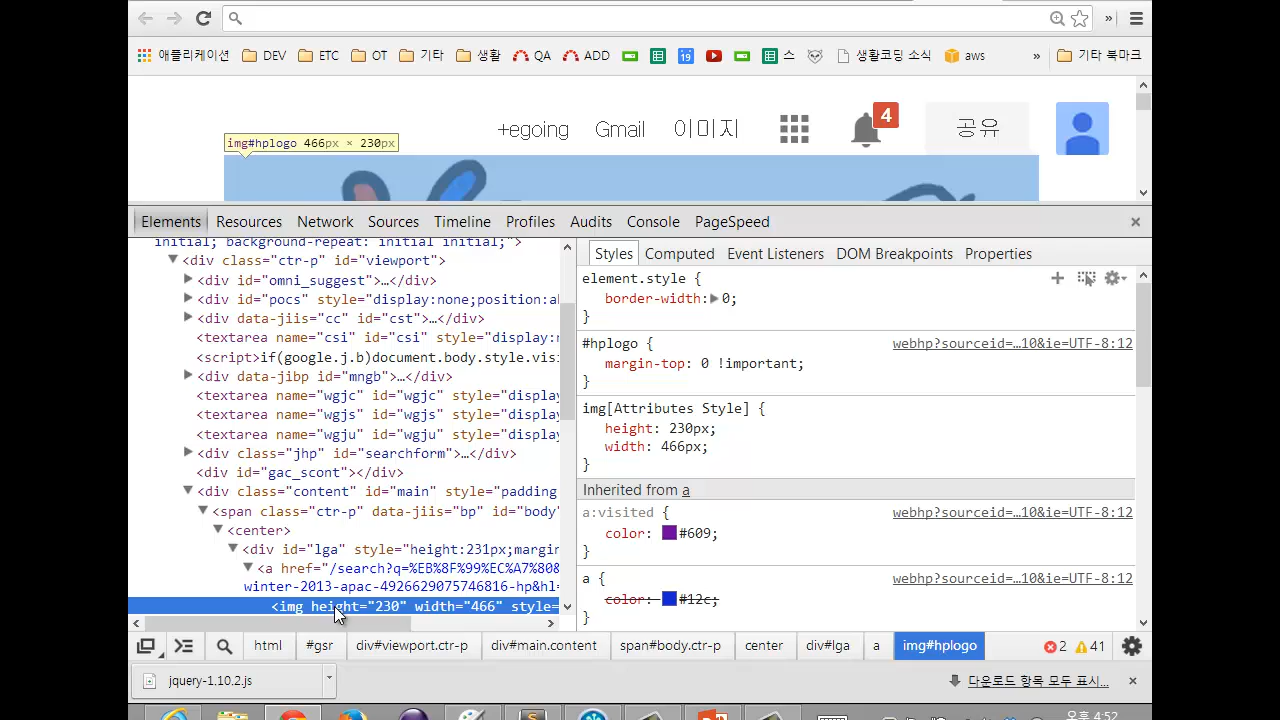 애플리케이션 DEV ETC OT 기타 생활 QA ADD 19 스 생활코딩 소식 aws » 기타 북마크
+egoing Gmail 이미지 4 공유
img#hplogo 466px × 230px
Elements Resources Network Sources Timeline Profiles Audits Console PageSpeed
initial; background-repeat: initial initial;">
<div class="ctr-p" id="viewport">
<div id="omni_suggest">…</div>
<div id="pocs" style="display:none;position:a
<div data-jiis="cc" id="cst">…</div>
<textarea name="csi" id="csi" style="display:
<script>if(google.j.b)document.body.style.visi
<div data-jibp id="mngb">…</div>
<textarea name="wgjc" id="wgjc" style="display
<textarea name="wgjs" id="wgjs" style="display
<textarea name="wgju" id="wgju" style="display
<div class="jhp" id="searchform">…</div>
<div id="gac_scont"></div>
<div class="content" id="main" style="padding
<span class="ctr-p" data-jiis="bp" id="body"
<center>
<div id="lga" style="height:231px;margin
<a href="/search?q=%EB%8F%99%EC%A7%80&
winter-2013-apac-4926629075746816-hp&hl=
<img height="230" width="466" style=
Styles Computed Event Listeners DOM Breakpoints Properties
element.style {
border-width: 0;
}
#hplogo { webhp?sourceid=…10&ie=UTF-8:12
margin-top: 0 !important;
}
img[Attributes Style] {
height: 230px;
width: 466px;
}
Inherited from a
a:visited { webhp?sourceid=…10&ie=UTF-8:12
color: #609;
}
a { webhp?sourceid=…10&ie=UTF-8:12
color: #12c;
}
html #gsr div#viewport.ctr-p div#main.content span#body.ctr-p center div#lga a img#hplogo 2 41
jquery-1.10.2.js 다운로드 항목 모두 표시...
오후 4:52